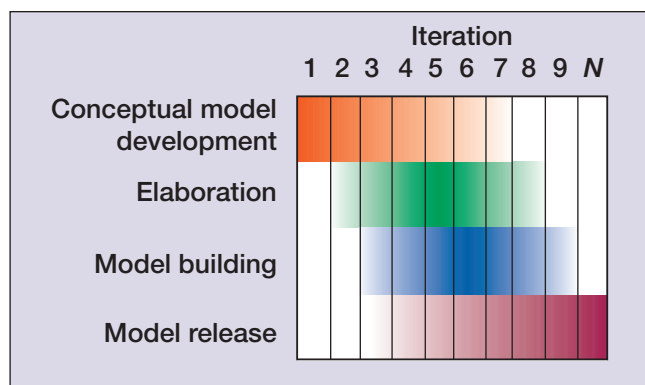 Iteration
1 2 3 4 5 6 7 8 9 N
Conceptual model
development
Elaboration
Model building
Model release